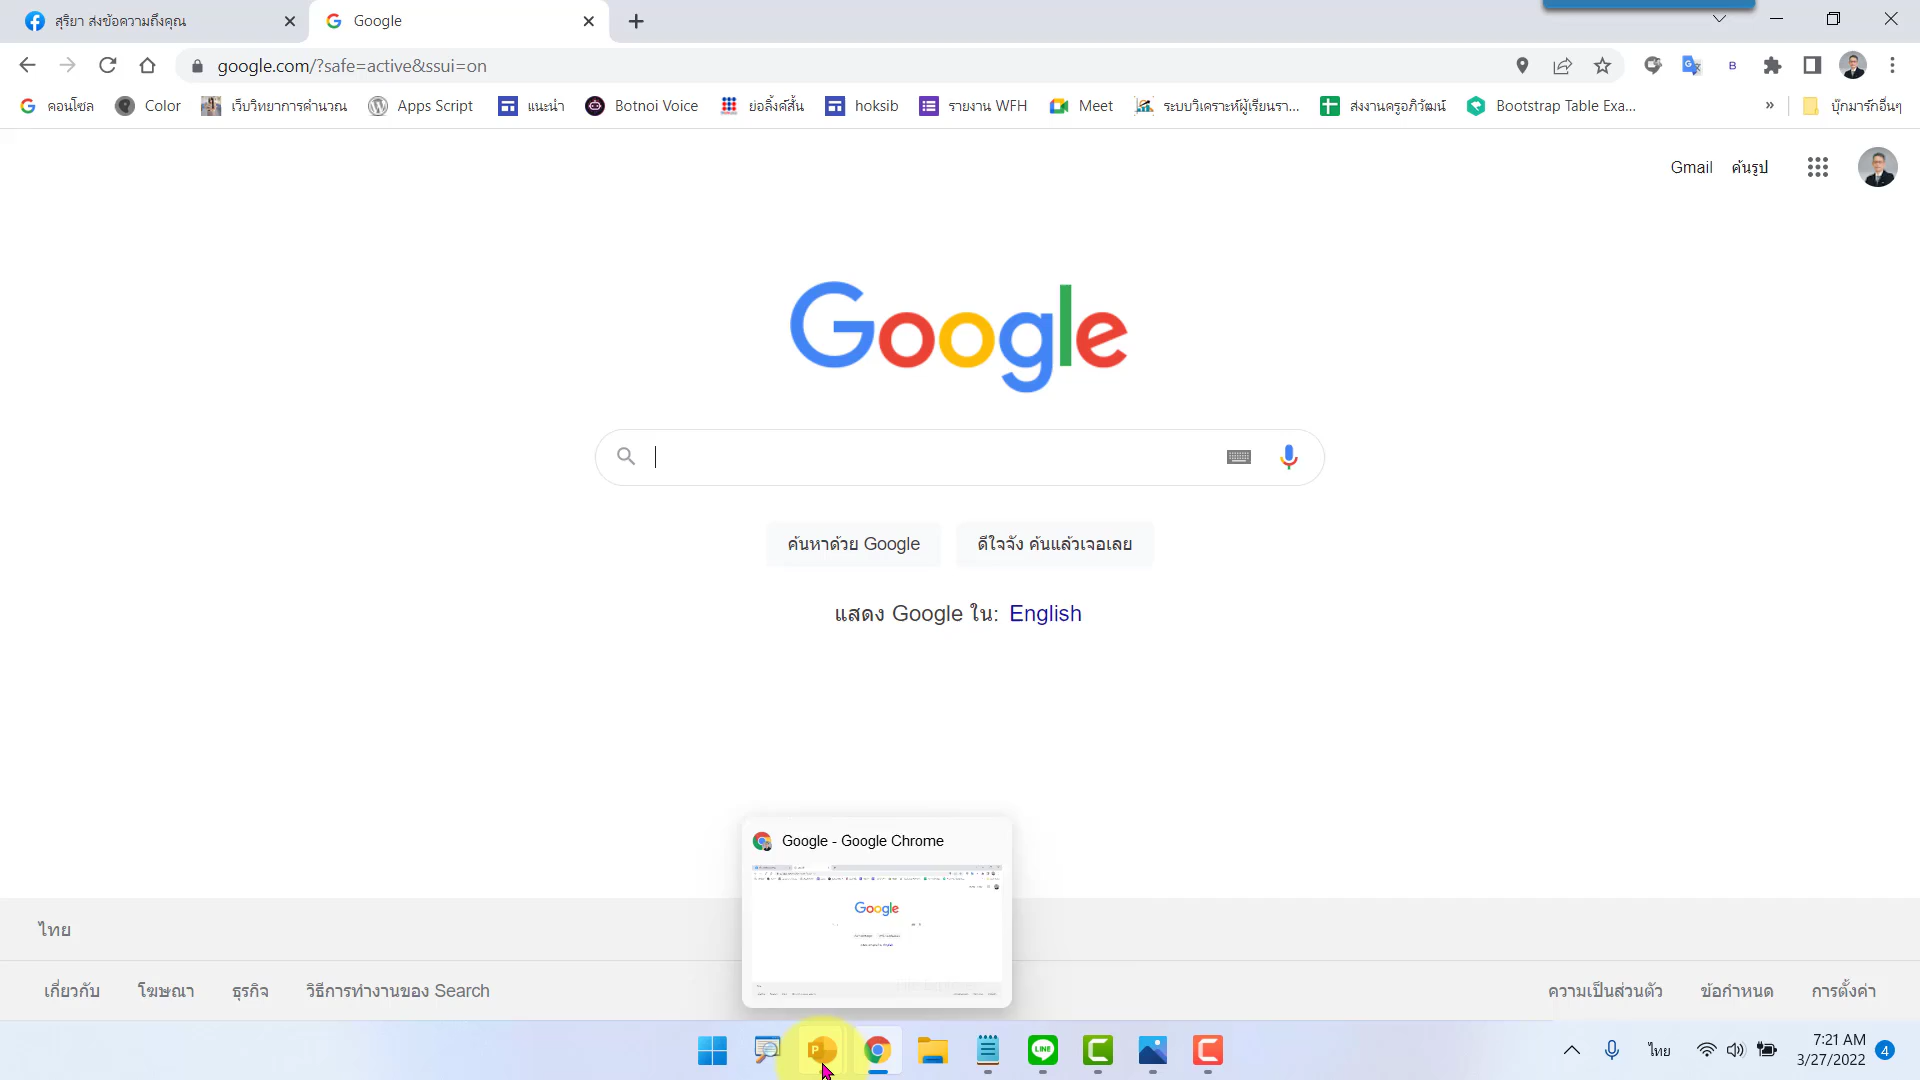 สุริยา ส่งข้อความถึงคุณ
Google
google.com/?safe=active&ssui=on
คอนโซล
Color
เว็บวิทยาการคำนวณ
Apps Script
แนะนำ
Botnoi Voice
ย่อลิ้งค์สั้น
hoksib
รายงาน WFH
Meet
ระบบวิเคราะห์ผู้เรียนรา...
ส่งงานครูอภิวัฒน์
Bootstrap Table Exa...
»
บุ๊กมาร์กอื่นๆ
Gmail
ค้นรูป
Google
ค้นหาด้วย Google
ดีใจจัง ค้นแล้วเจอเลย
แสดง Google ใน: English
Google - Google Chrome
Google
ไทย
เกี่ยวกับ
โฆษณา
ธุรกิจ
วิธีการทำงานของ Search
ความเป็นส่วนตัว
ข้อกำหนด
การตั้งค่า
LINE
ไทย
7:21 AM
3/27/2022
4